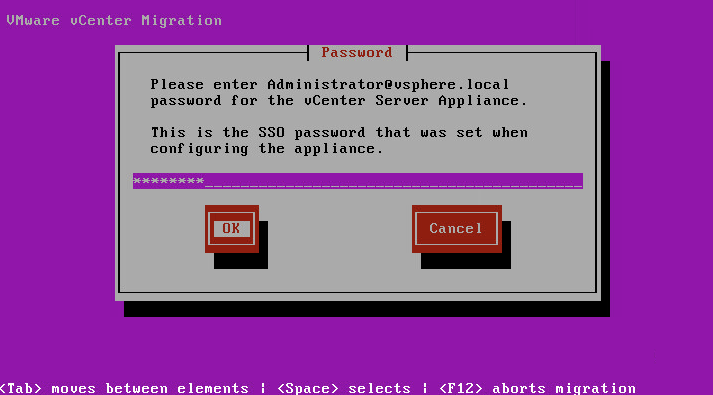 VMware vCenter Migration
Password
Please enter Administrator@vsphere.local
password for the vCenter Server Appliance.
This is the SSO password that was set when
configuring the appliance.
********_________________________________________
OK Cancel
<Tab> moves between elements | <Space> selects | <F12> aborts migration